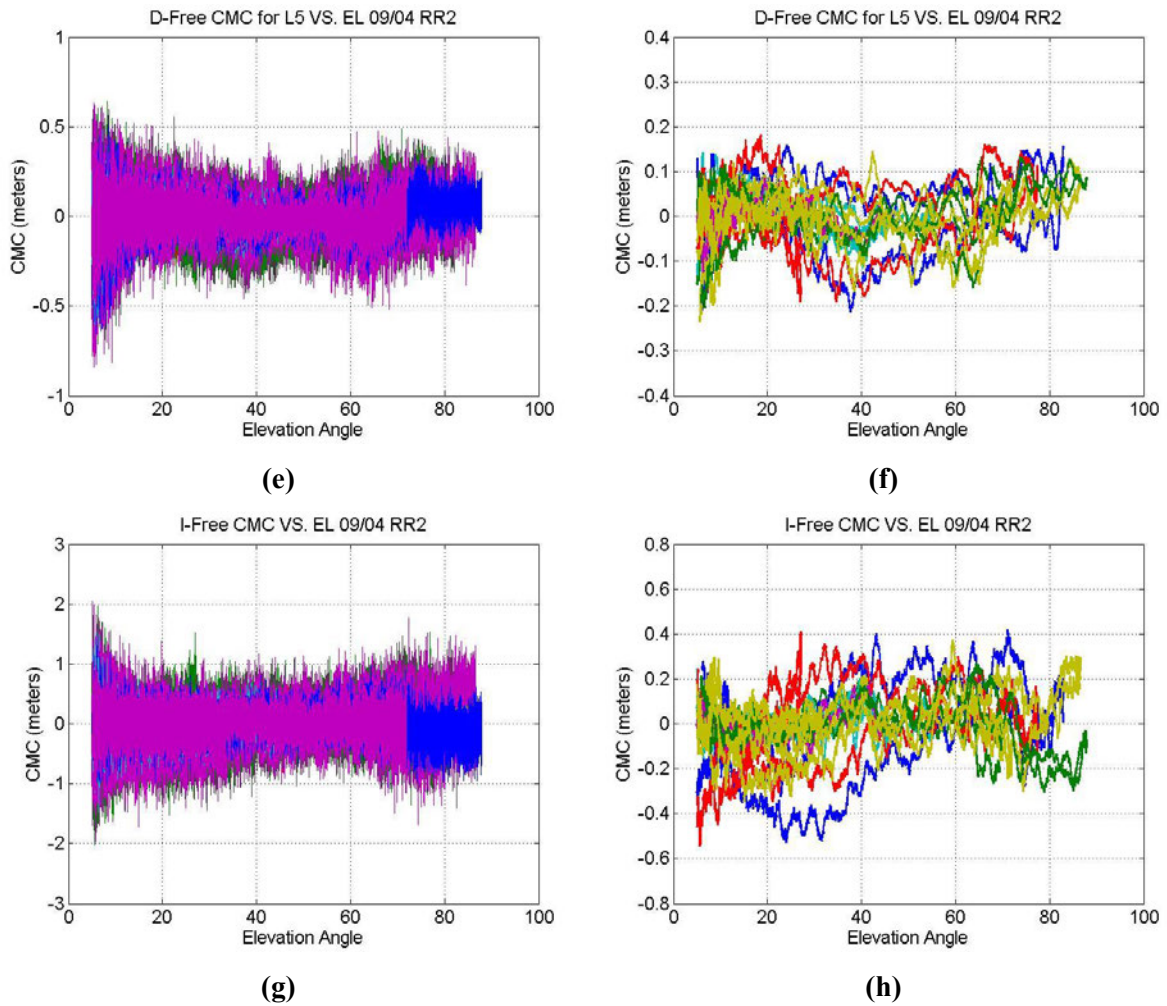 D-Free CMC for L5 VS. EL 09/04 RR2
CMC (meters)
1
0.5
0
-0.5
-1
0 20 40 60 80 100
Elevation Angle
(e)
D-Free CMC for L5 VS. EL 09/04 RR2
CMC (meters)
0.4
0.3
0.2
0.1
0
-0.1
-0.2
-0.3
-0.4
0 20 40 60 80 100
Elevation Angle
(f)
I-Free CMC VS. EL 09/04 RR2
CMC (meters)
3
2
1
0
-1
-2
-3
0 20 40 60 80 100
Elevation Angle
(g)
I-Free CMC VS. EL 09/04 RR2
CMC (meters)
0.8
0.6
0.4
0.2
0
-0.2
-0.4
-0.6
-0.8
0 20 40 60 80 100
Elevation Angle
(h)